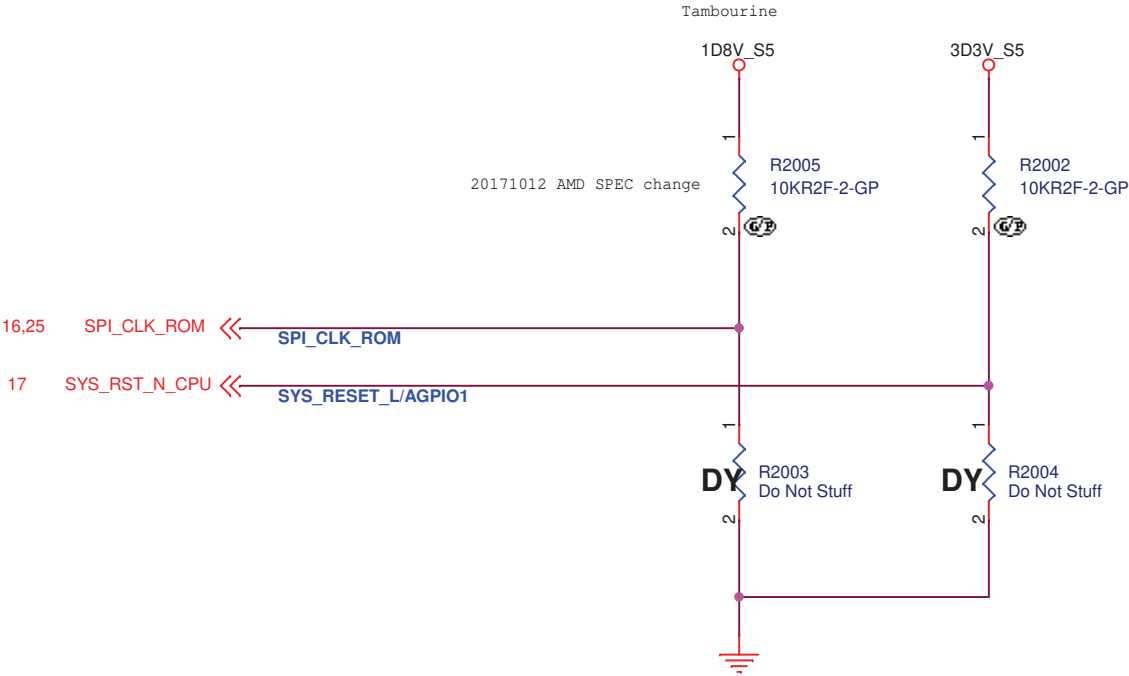 Tambourine
1D8V_S5
3D3V_S5
1
1
R2005
10KR2F-2-GP
R2002
10KR2F-2-GP
20171012 AMD SPEC change
2
G/P
2
G/P
16,25 SPI_CLK_ROM
SPI_CLK_ROM
17 SYS_RST_N_CPU
SYS_RESET_L/AGPIO1
1
1
DY
R2003
Do Not Stuff
DY
R2004
Do Not Stuff
2
2